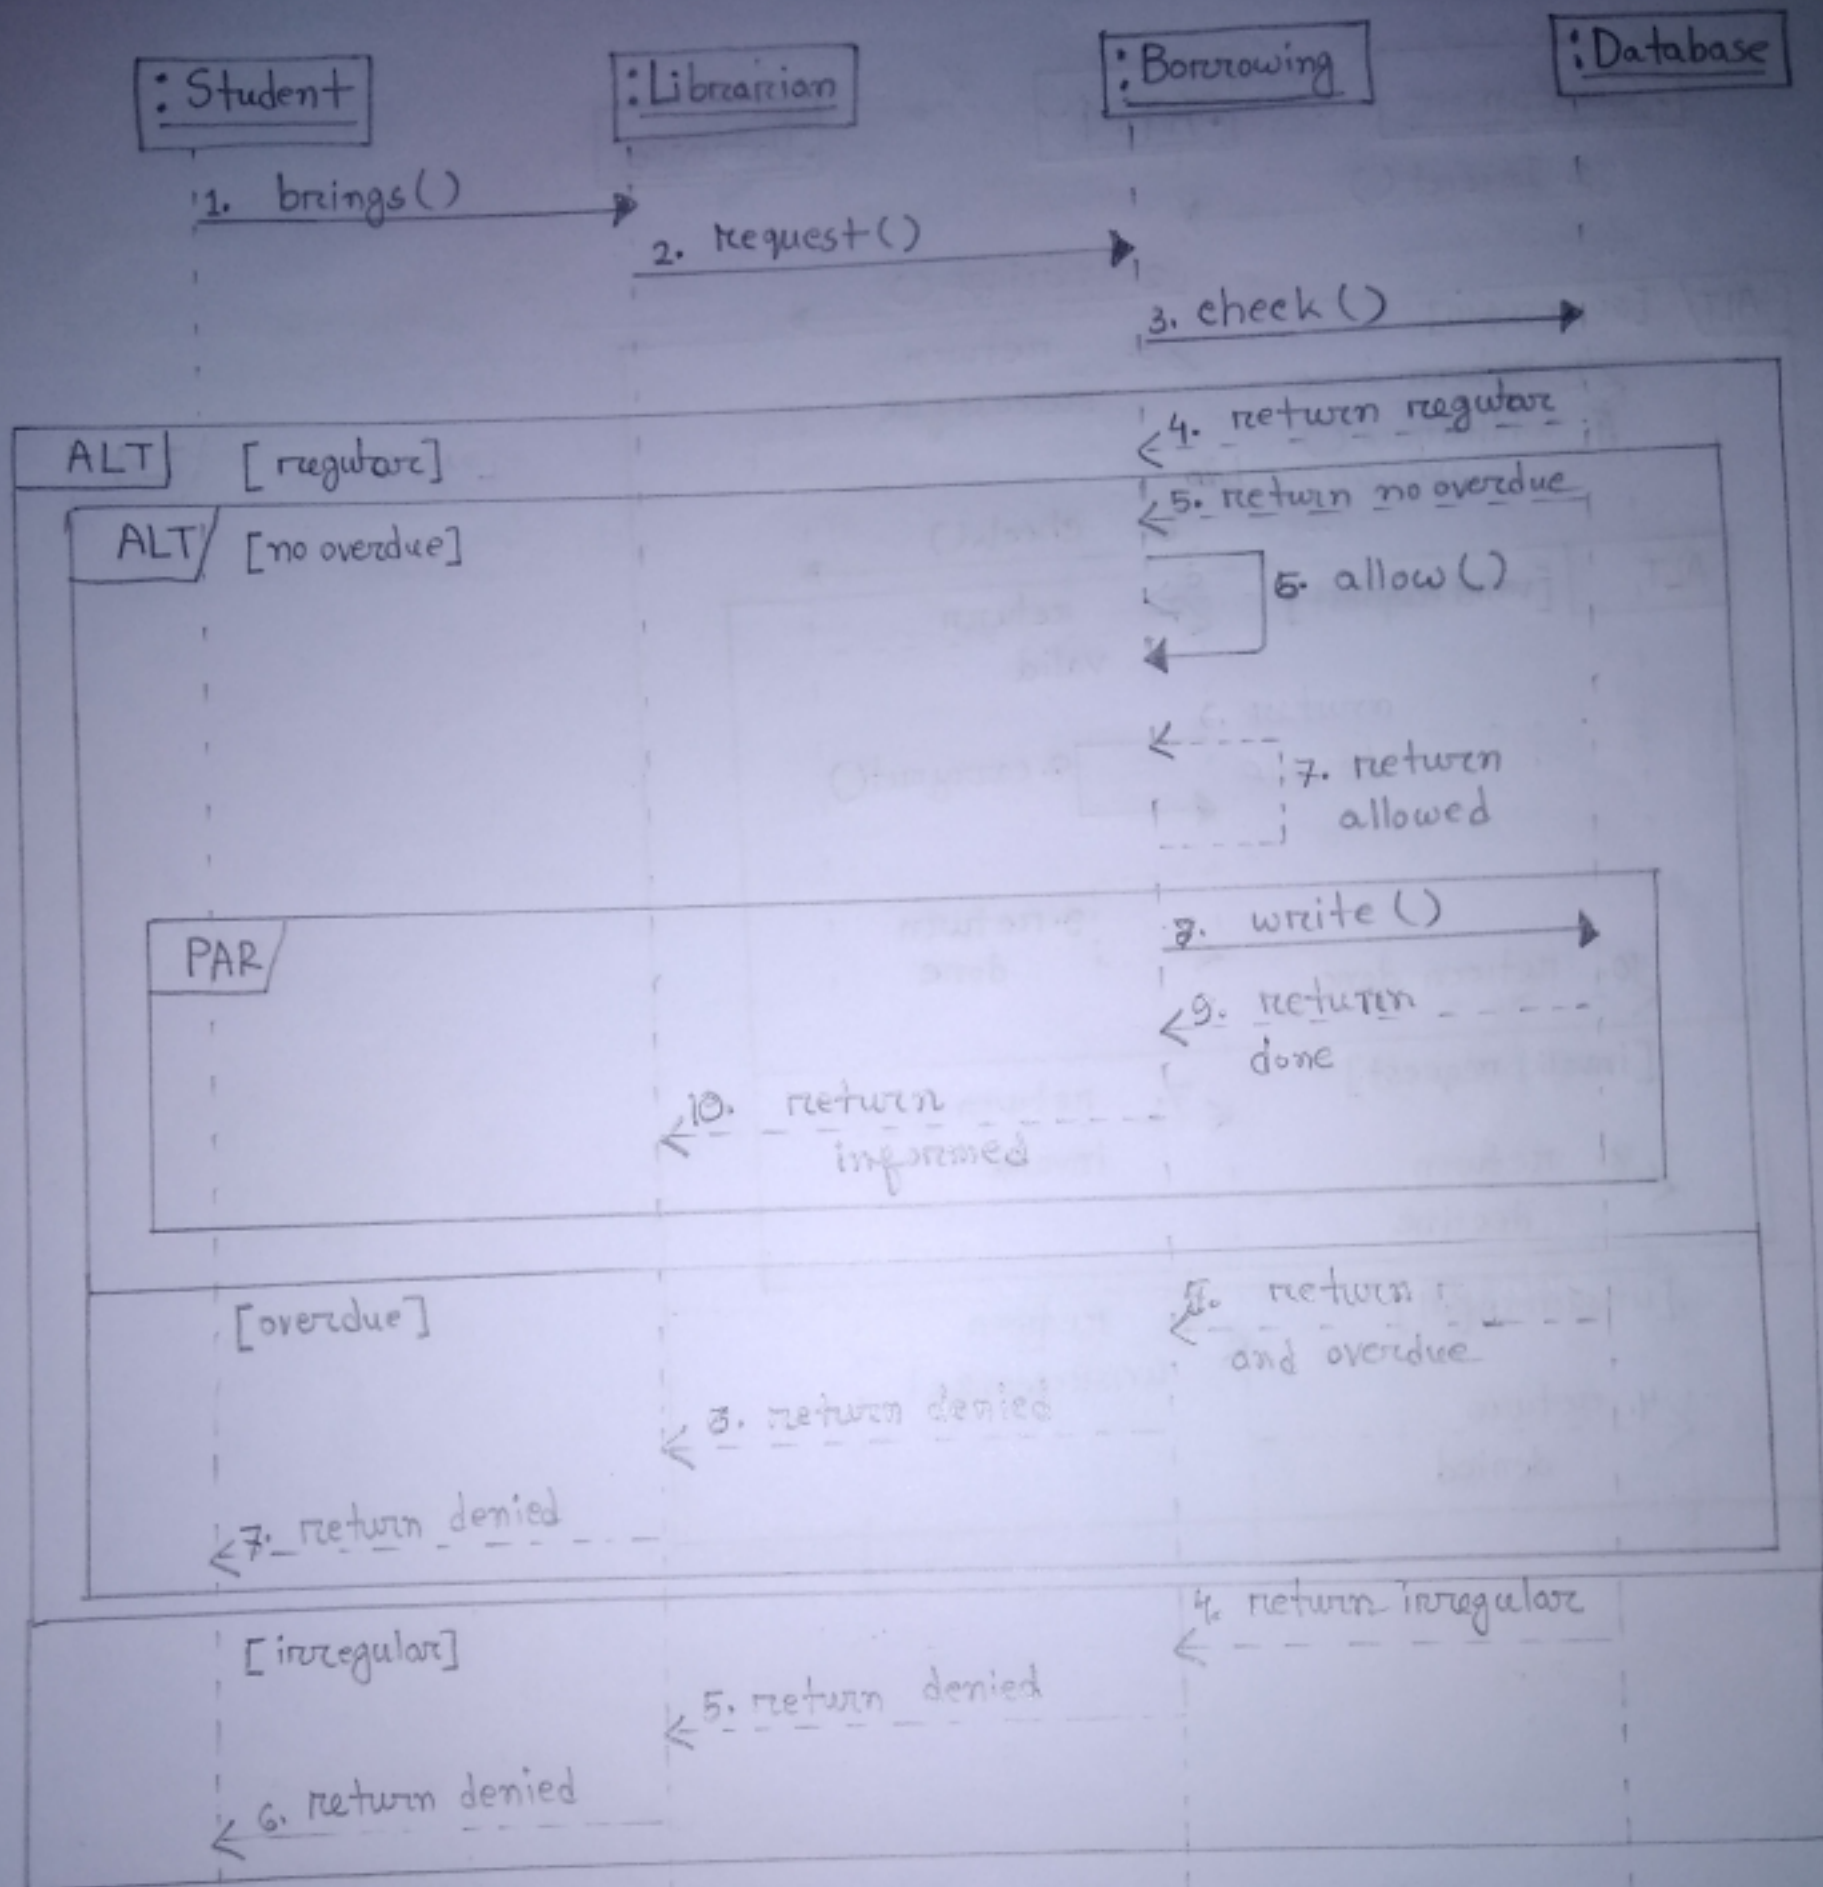 :Student
:Librarian
:Borrowing
:Database
1. brings()
2. request()
3. check()
4. return regular
ALT [regular]
5. return no overdue
ALT [no overdue]
6. allow()
7. return
allowed
PAR
8. write()
9. return
done
10. return
informed
[overdue]
5. return
and overdue
6. return denied
7. return denied
4. return irregular
[irregular]
5. return denied
6. return denied